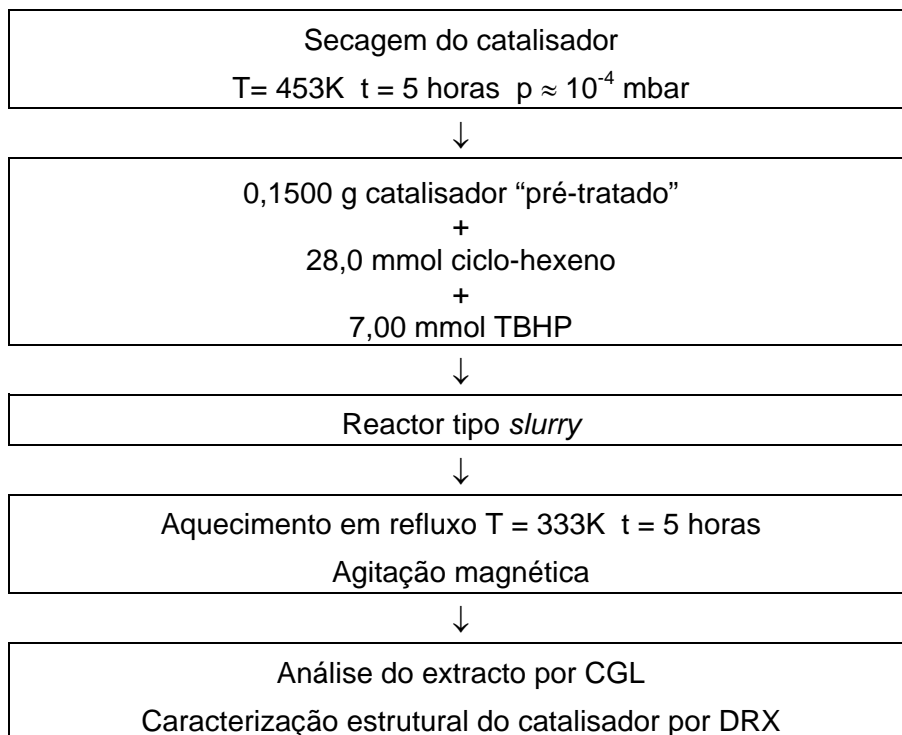 Secagem do catalisador
T= 453K t = 5 horas p ≈ 10⁻⁴ mbar
↓
0,1500 g catalisador “pré-tratado”
+
28,0 mmol ciclo-hexeno
+
7,00 mmol TBHP
↓
Reactor tipo slurry
↓
Aquecimento em refluxo T = 333K t = 5 horas
Agitação magnética
↓
Análise do extracto por CGL
Caracterização estrutural do catalisador por DRX